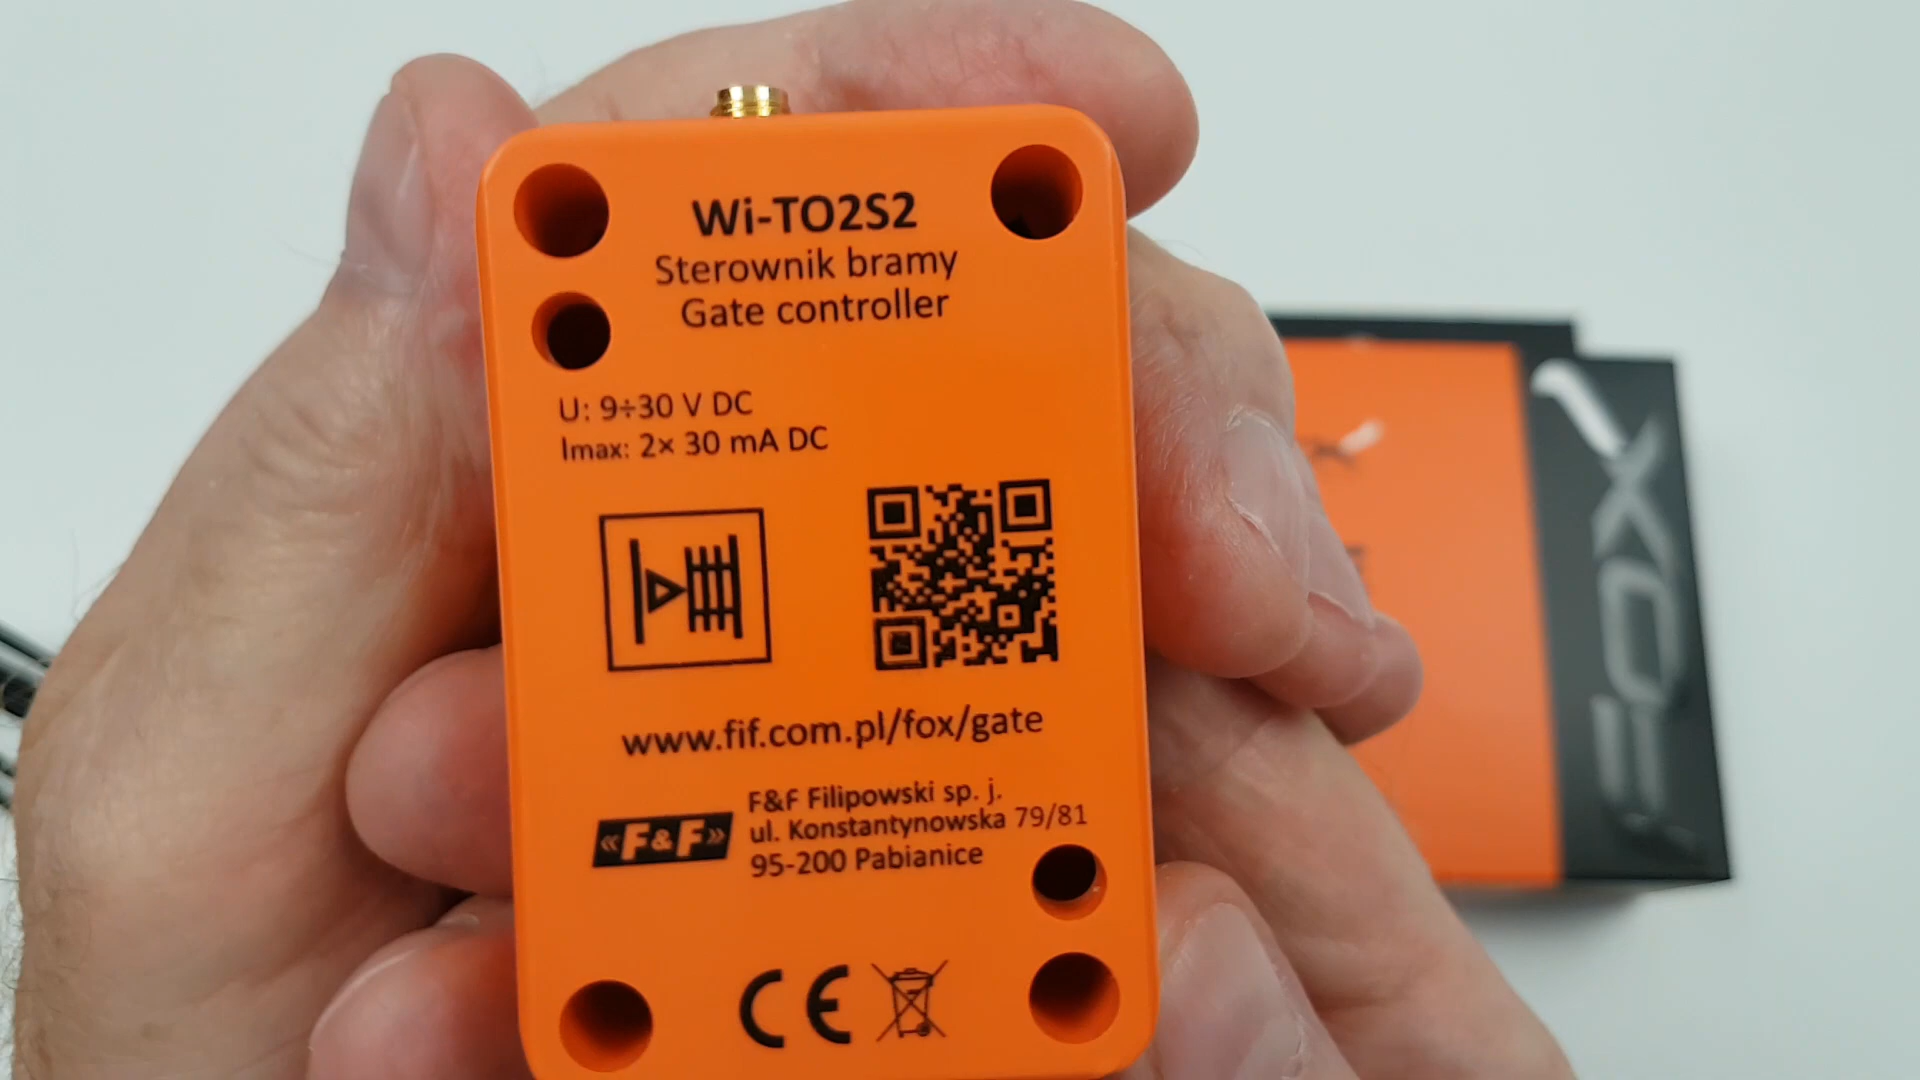 Wi-TO2S2
Sterownik bramy
Gate controller
U: 9÷30 V DC
Imax: 2× 30 mA DC
www.fif.com.pl/fox/gate
«F&F»
F&F Filipowski sp. j.
ul. Konstantynowska 79/81
95-200 Pabianice
CE
FOX